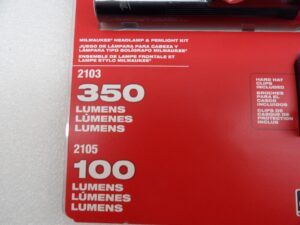 MILWAUKEE® HEADLAMP & PENLIGHT KIT
JUEGO DE LÁMPARA PARA CABEZA Y
LÁMPARA TIPO BOLÍGRAFO MILWAUKEE®
ENSEMBLE DE LAMPE FRONTALE ET
LAMPE STYLO MILWAUKEE®
2103
350
LUMENS
LÚMENES
LUMENS
2105
100
LUMENS
LÚMENES
LUMENS
HARD HAT
CLIPS
INCLUDED
BROCHES
PARA EL
CASCO
INCLUIDOS
CLIPS DE
CASQUE DE
PROTECTION
INCLUS